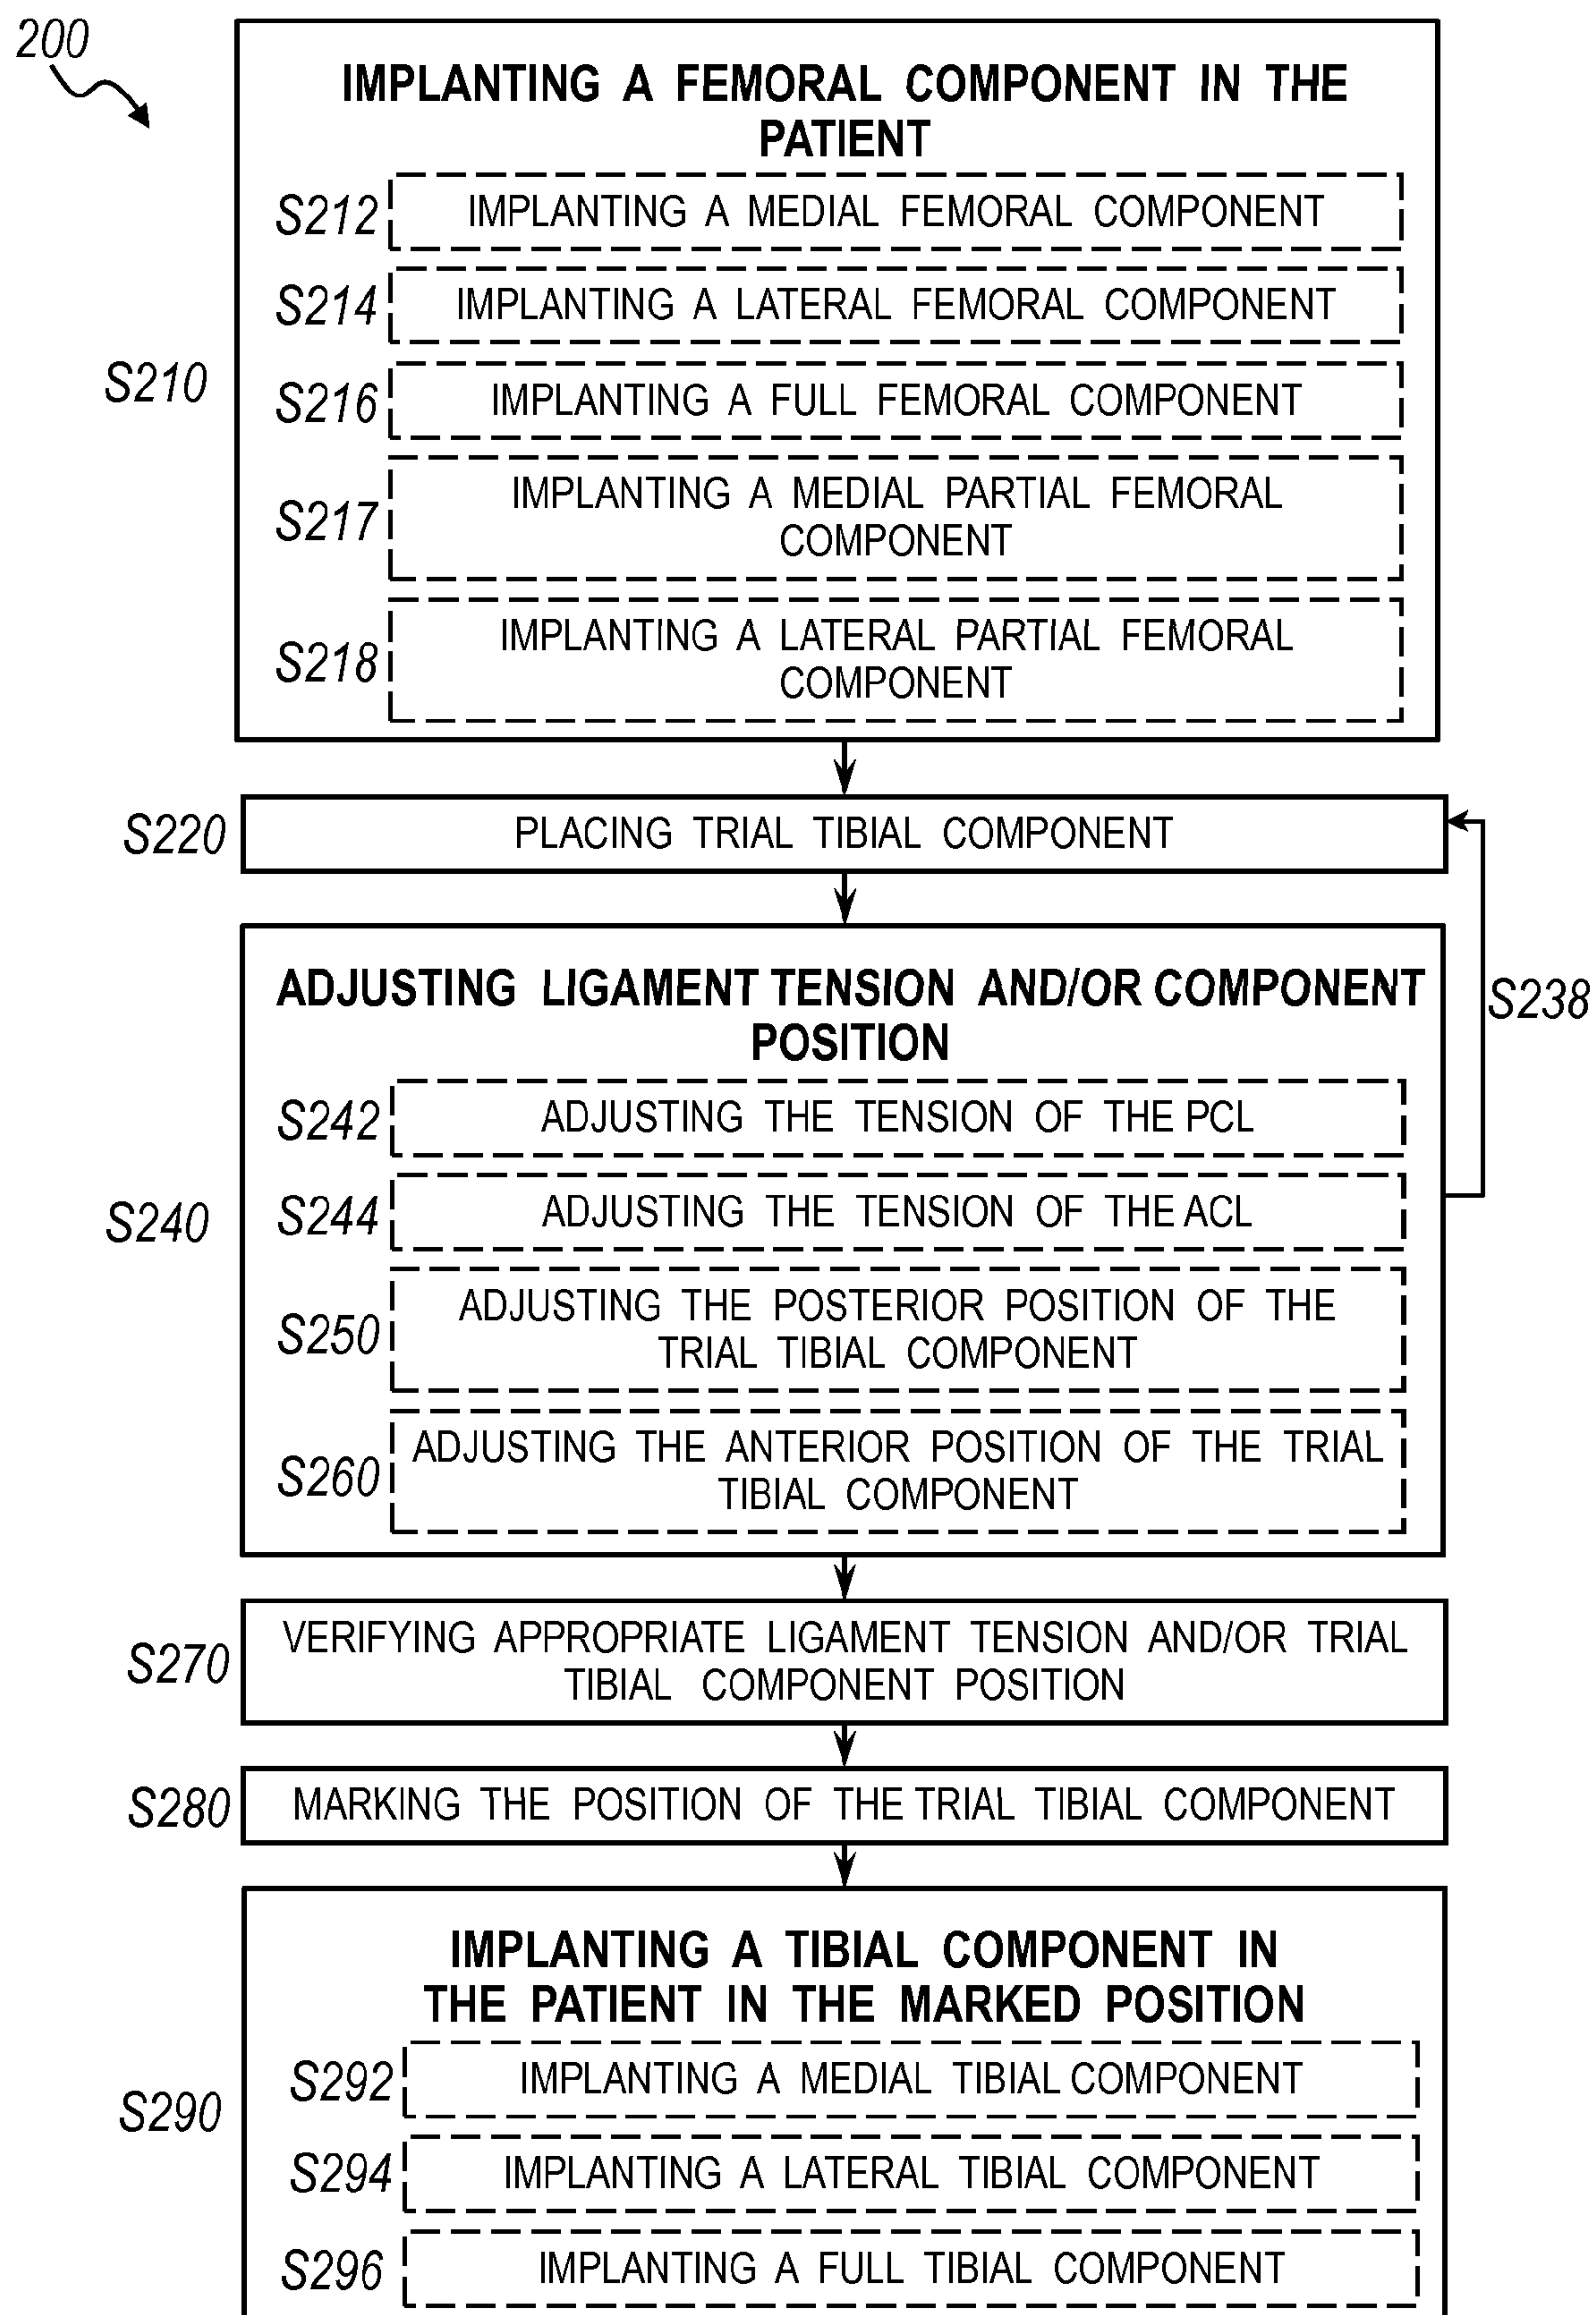 200
IMPLANTING A FEMORAL COMPONENT IN THE
PATIENT
S210
S212 IMPLANTING A MEDIAL FEMORAL COMPONENT
S214 IMPLANTING A LATERAL FEMORAL COMPONENT
S216 IMPLANTING A FULL FEMORAL COMPONENT
S217 IMPLANTING A MEDIAL PARTIAL FEMORAL
COMPONENT
S218 IMPLANTING A LATERAL PARTIAL FEMORAL
COMPONENT
S220 PLACING TRIAL TIBIAL COMPONENT
S238
ADJUSTING LIGAMENT TENSION AND/OR COMPONENT
POSITION
S240
S242 ADJUSTING THE TENSION OF THE PCL
S244 ADJUSTING THE TENSION OF THE ACL
S250 ADJUSTING THE POSTERIOR POSITION OF THE
TRIAL TIBIAL COMPONENT
S260 ADJUSTING THE ANTERIOR POSITION OF THE TRIAL
TIBIAL COMPONENT
S270 VERIFYING APPROPRIATE LIGAMENT TENSION AND/OR TRIAL
TIBIAL COMPONENT POSITION
S280 MARKING THE POSITION OF THE TRIAL TIBIAL COMPONENT
IMPLANTING A TIBIAL COMPONENT IN
THE PATIENT IN THE MARKED POSITION
S290
S292 IMPLANTING A MEDIAL TIBIAL COMPONENT
S294 IMPLANTING A LATERAL TIBIAL COMPONENT
S296 IMPLANTING A FULL TIBIAL COMPONENT